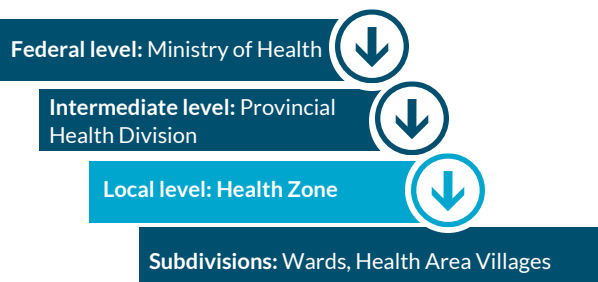 Federal level: Ministry of Health
Intermediate level: Provincial
Health Division
Local level: Health Zone
Subdivisions: Wards, Health Area Villages